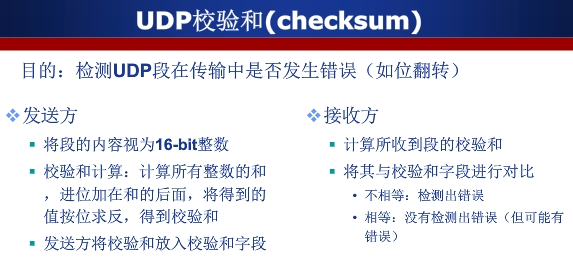 UDP校验和(checksum)
目的：检测UDP段在传输中是否发生错误（如位翻转）
发送方
将段的内容视为16-bit整数
校验和计算：计算所有整数的和
，进位加在和的后面，将得到的
值按位求反，得到校验和
发送方将校验和放入校验和字段
接收方
计算所收到段的校验和
将其与校验和字段进行对比
不相等：检测出错误
相等：没有检测出错误（但可能有
错误）